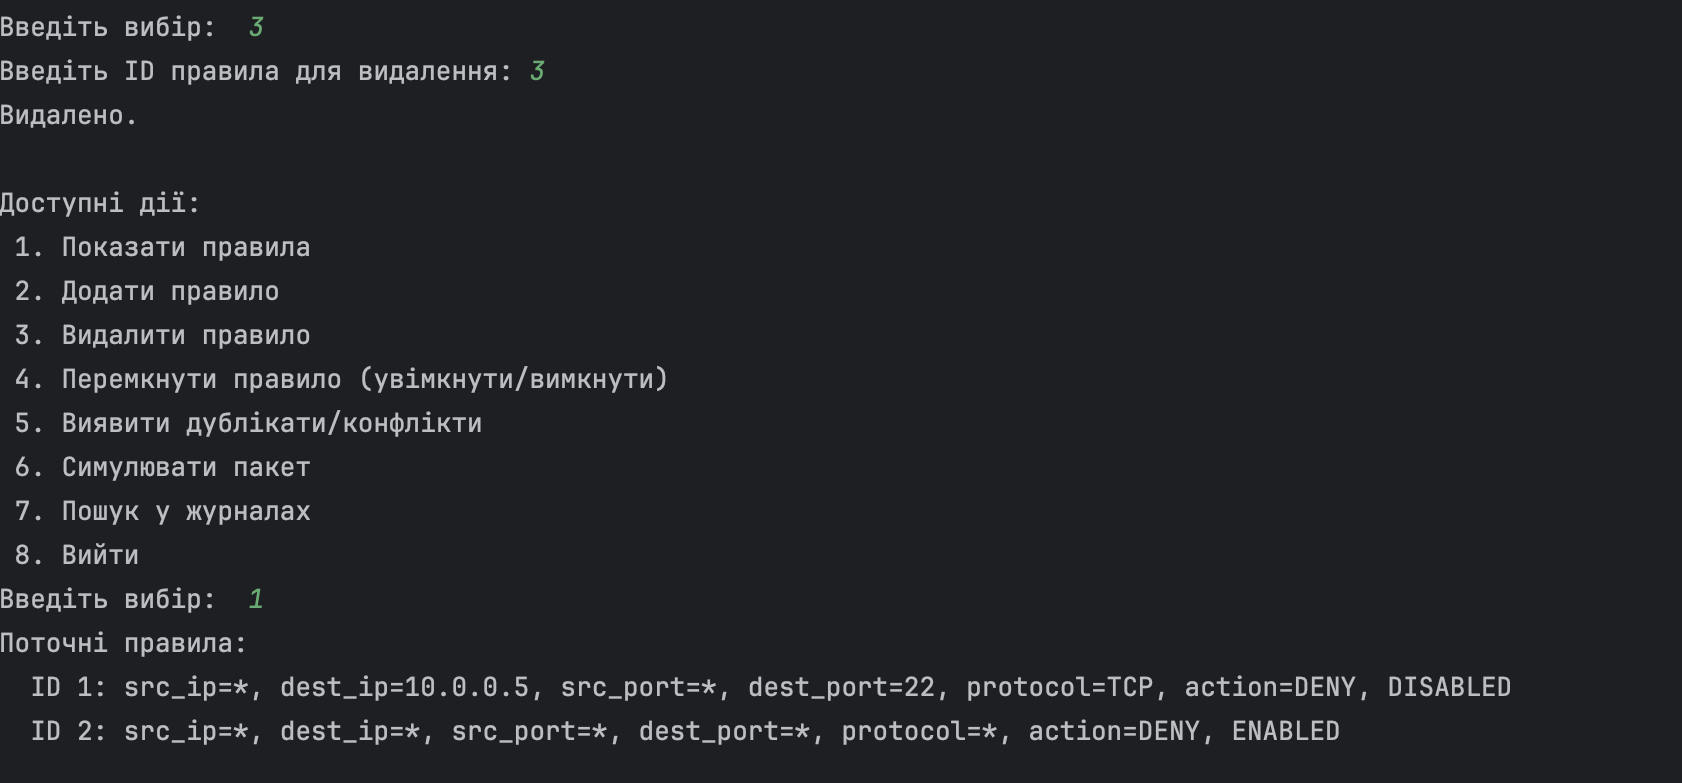 Введіть вибір:  3
Введіть ID правила для видалення: 3
Видалено.
Доступні дії:
1. Показати правила
2. Додати правило
3. Видалити правило
4. Перемкнути правило (увімкнути/вимкнути)
5. Виявити дублікати/конфлікти
6. Симулювати пакет
7. Пошук у журналах
8. Вийти
Введіть вибір:  1
Поточні правила:
ID 1: src_ip=*, dest_ip=10.0.0.5, src_port=*, dest_port=22, protocol=TCP, action=DENY, DISABLED
ID 2: src_ip=*, dest_ip=*, src_port=*, dest_port=*, protocol=*, action=DENY, ENABLED